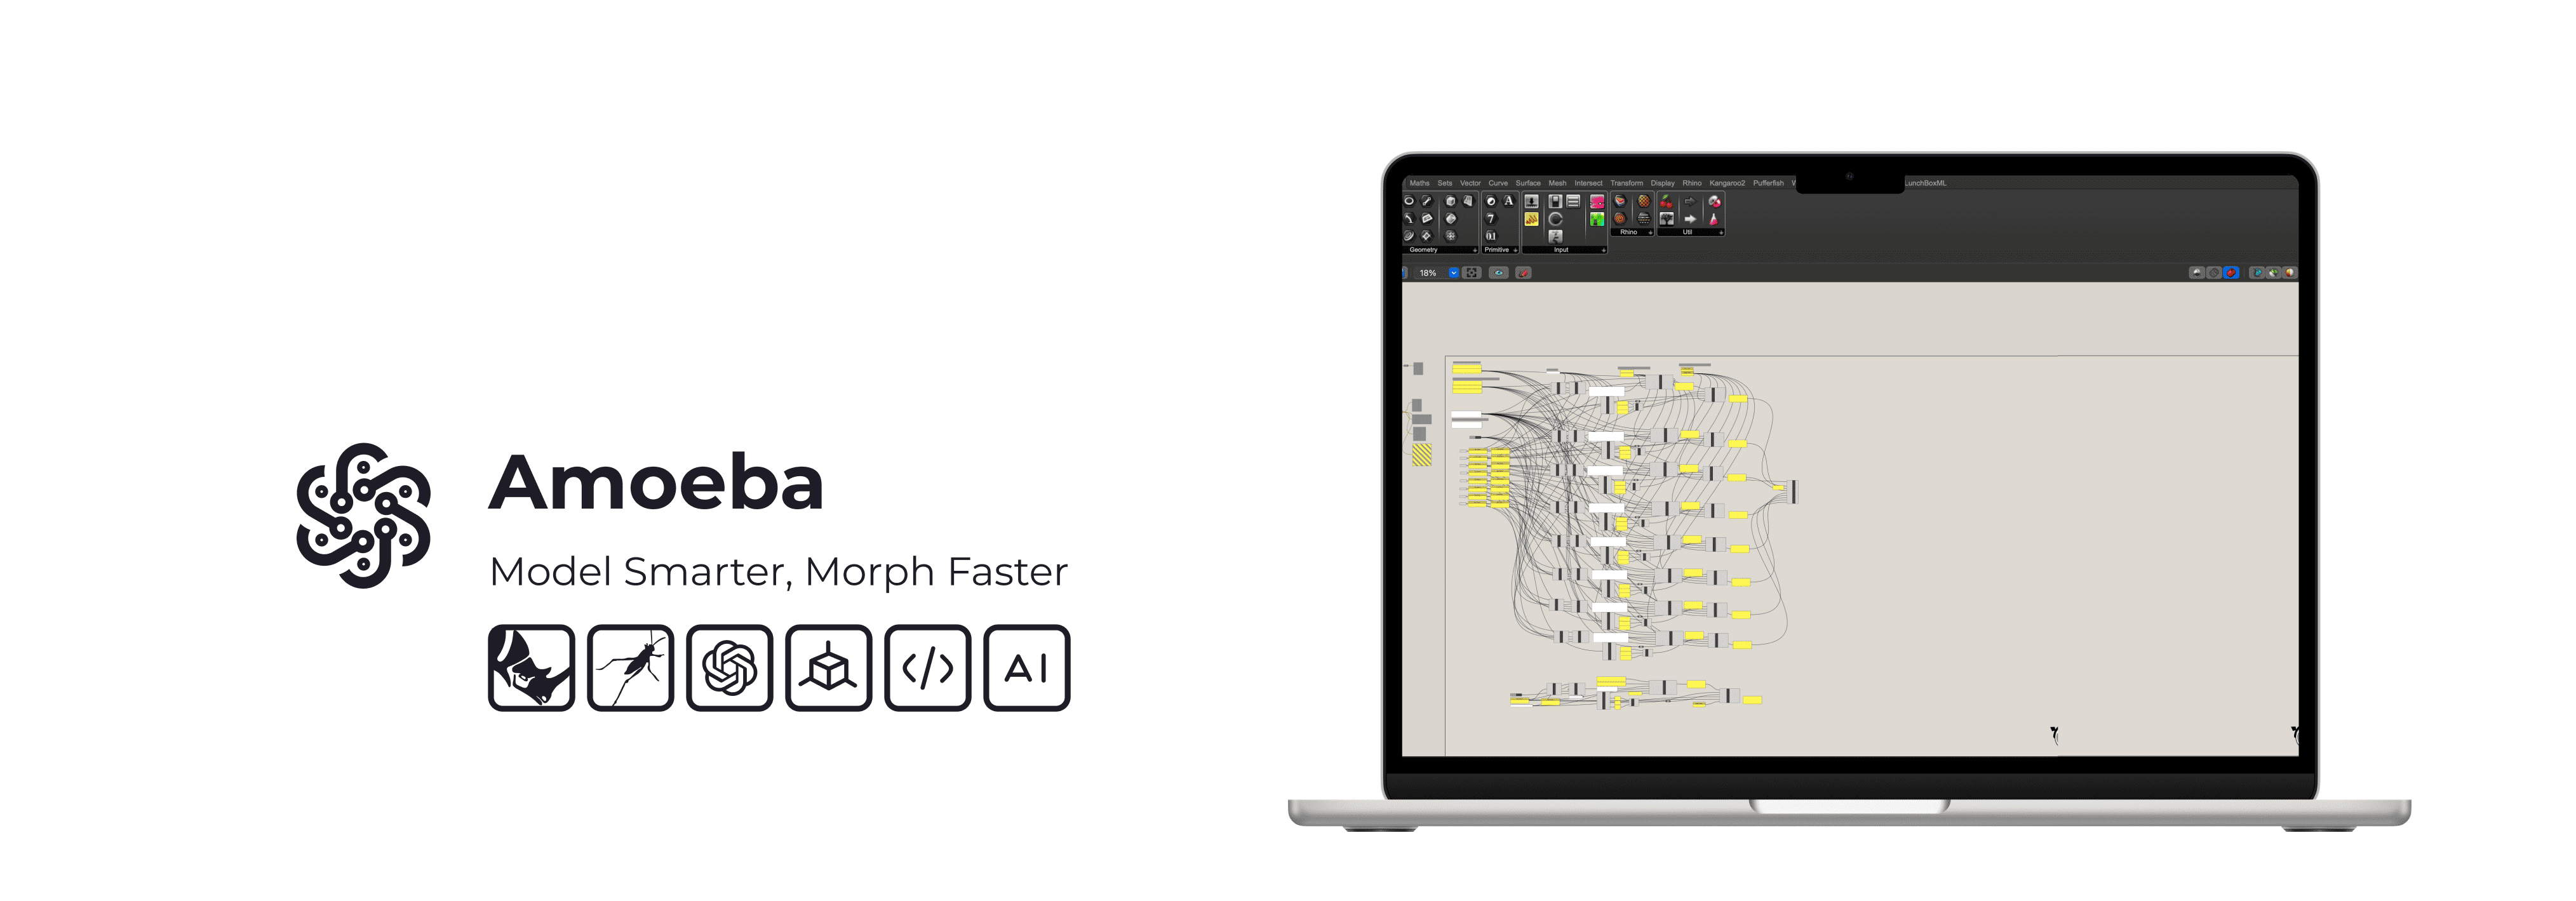 Amoeba
Model Smarter, Morph Faster
</>
AI
Maths Sets Vector Curve Surface Mesh Intersect Transform Display Rhino Kangaroo2 Pufferfish LunchBoxML
Geometry Primitive Input Rhino Util
18%